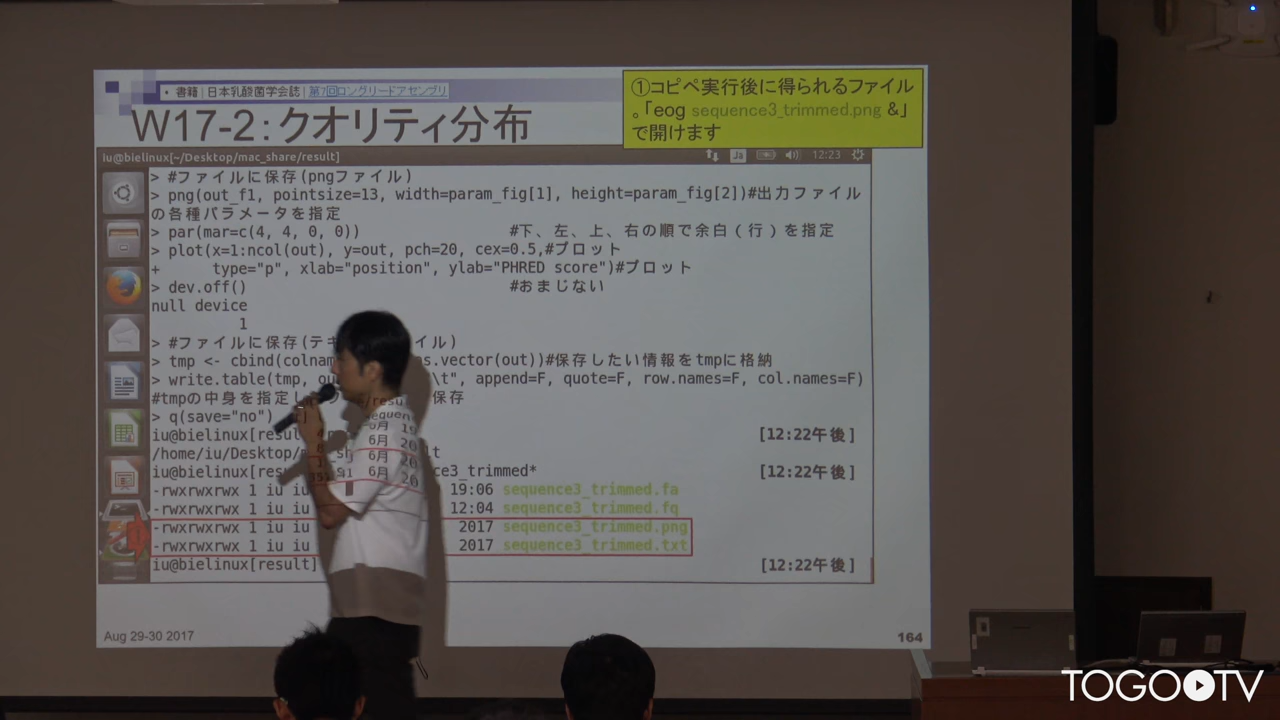 • 書籍 | 日本乳酸菌学会誌 | 第7回ロングリードアセンブリ
W17-2：クオリティ分布
①コピペ実行後に得られるファイル
。「eog sequence3_trimmed.png &」
で開けます
iu@bielinux[~/Desktop/mac_share/result]
Ja 12:23
> #ファイルに保存(pngファイル)
> png(out_f1, pointsize=13, width=param_fig[1], height=param_fig[2])#出力ファイル
の各種パラメータを指定
> par(mar=c(4, 4, 0, 0)) #下、左、上、右の順で余白（行）を指定
> plot(x=1:ncol(out), y=out, pch=20, cex=0.5,#プロット
+ type="p", xlab="position", ylab="PHRED score")#プロット
> dev.off() #おまじない
null device
1
> #ファイルに保存(テキ イル)
> tmp <- cbind(colnam s.vector(out))#保存したい情報をtmpに格納
> write.table(tmp, ou \t", append=F, quote=F, row.names=F, col.names=F)
#tmpの中身を指定し 保存
> q(save="no")
iu@bielinux[resul [12:22午後]
/home/iu/Desktop/m sh lt
iu@bielinux[resu ce3_trimmed* [12:22午後]
-rwxrwxrwx 1 iu iu 19:06 sequence3_trimmed.fa
-rwxrwxrwx 1 iu iu 12:04 sequence3_trimmed.fq
-rwxrwxrwx 1 iu iu 2017 sequence3_trimmed.png
-rwxrwxrwx 1 iu iu 2017 sequence3_trimmed.txt
iu@bielinux[result] [12:22午後]
Aug 29-30 2017
164
TOGOTV